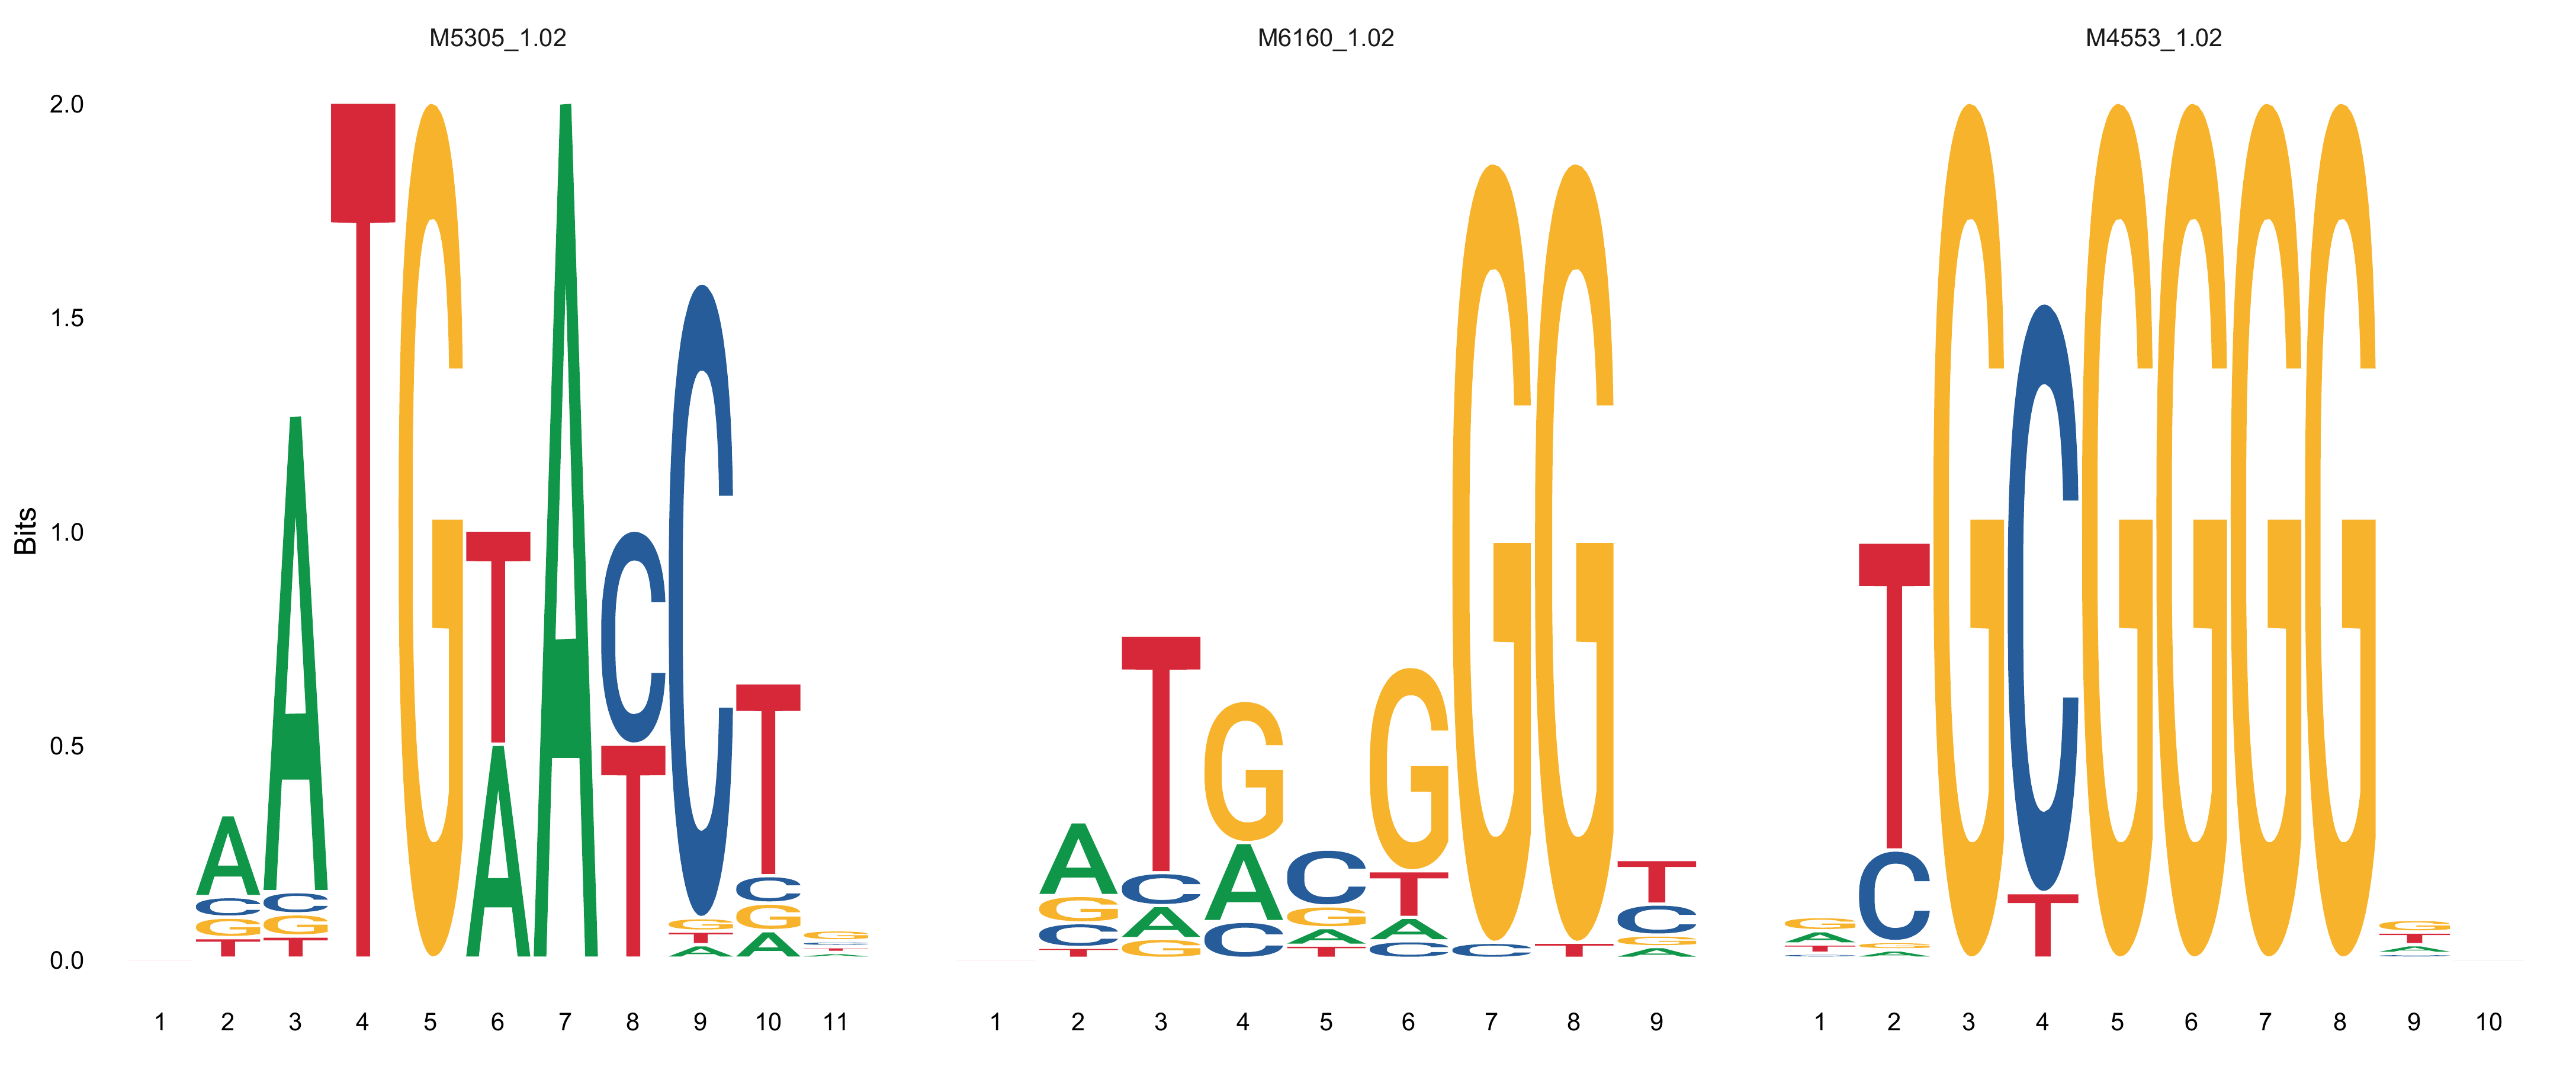 M5305_1.02 M6160_1.02 M4553_1.02
2.0
1.5
1.0
0.5
0.0
Bits
A C G T
A C G T
T
G
T A
A
C T
C G T A
T C G A
G C T A
A G C T
T C A G
G A C
C G A T
G T A C
G C
G T
T C G A
G A T C
T C G A
G
C T
G
G
G
G
G T A C
1 2 3 4 5 6 7 8 9 10 11
1 2 3 4 5 6 7 8 9
1 2 3 4 5 6 7 8 9 10